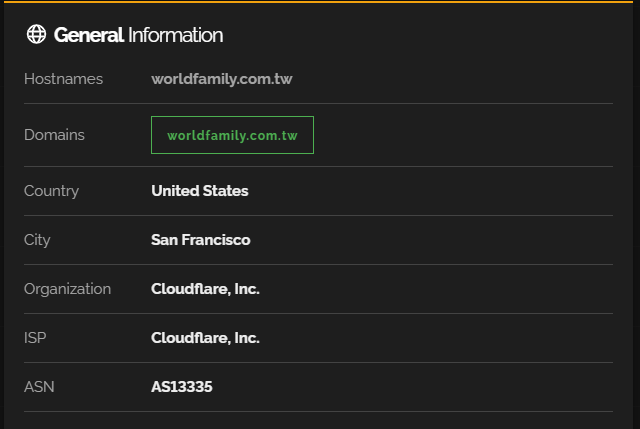 General Information
Hostnames worldfamily.com.tw
Domains worldfamily.com.tw
Country United States
City San Francisco
Organization Cloudflare, Inc.
ISP Cloudflare, Inc.
ASN AS13335